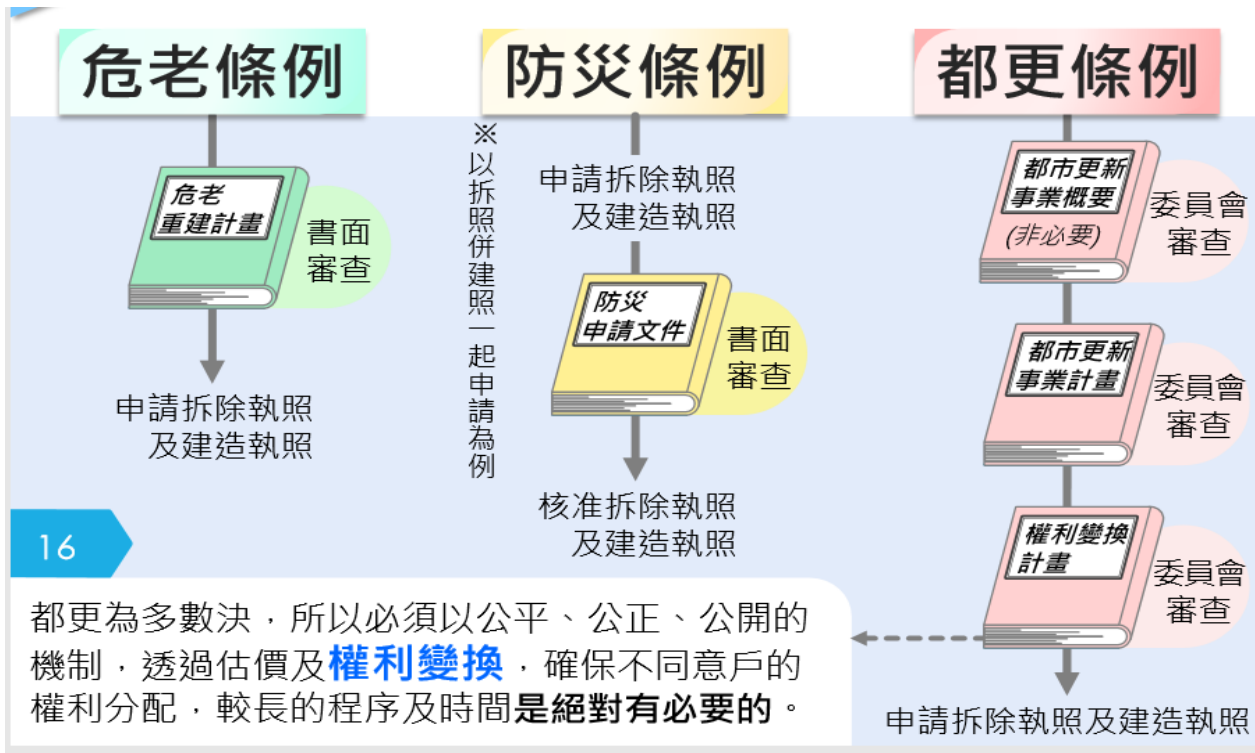 危老條例
危老
重建計畫
書面
審查
申請拆除執照
及建造執照
防災條例
※以拆照併建照一起申請為例
申請拆除執照
及建造執照
防災
申請文件
書面
審查
核准拆除執照
及建造執照
都更條例
都市更新
事業概要
(非必要)
委員會
審查
都市更新
事業計畫
委員會
審查
權利變換
計畫
委員會
審查
申請拆除執照及建造執照
16
都更為多數決，所以必須以公平、公正、公開的
機制，透過估價及權利變換，確保不同意戶的
權利分配，較長的程序及時間是絕對有必要的。